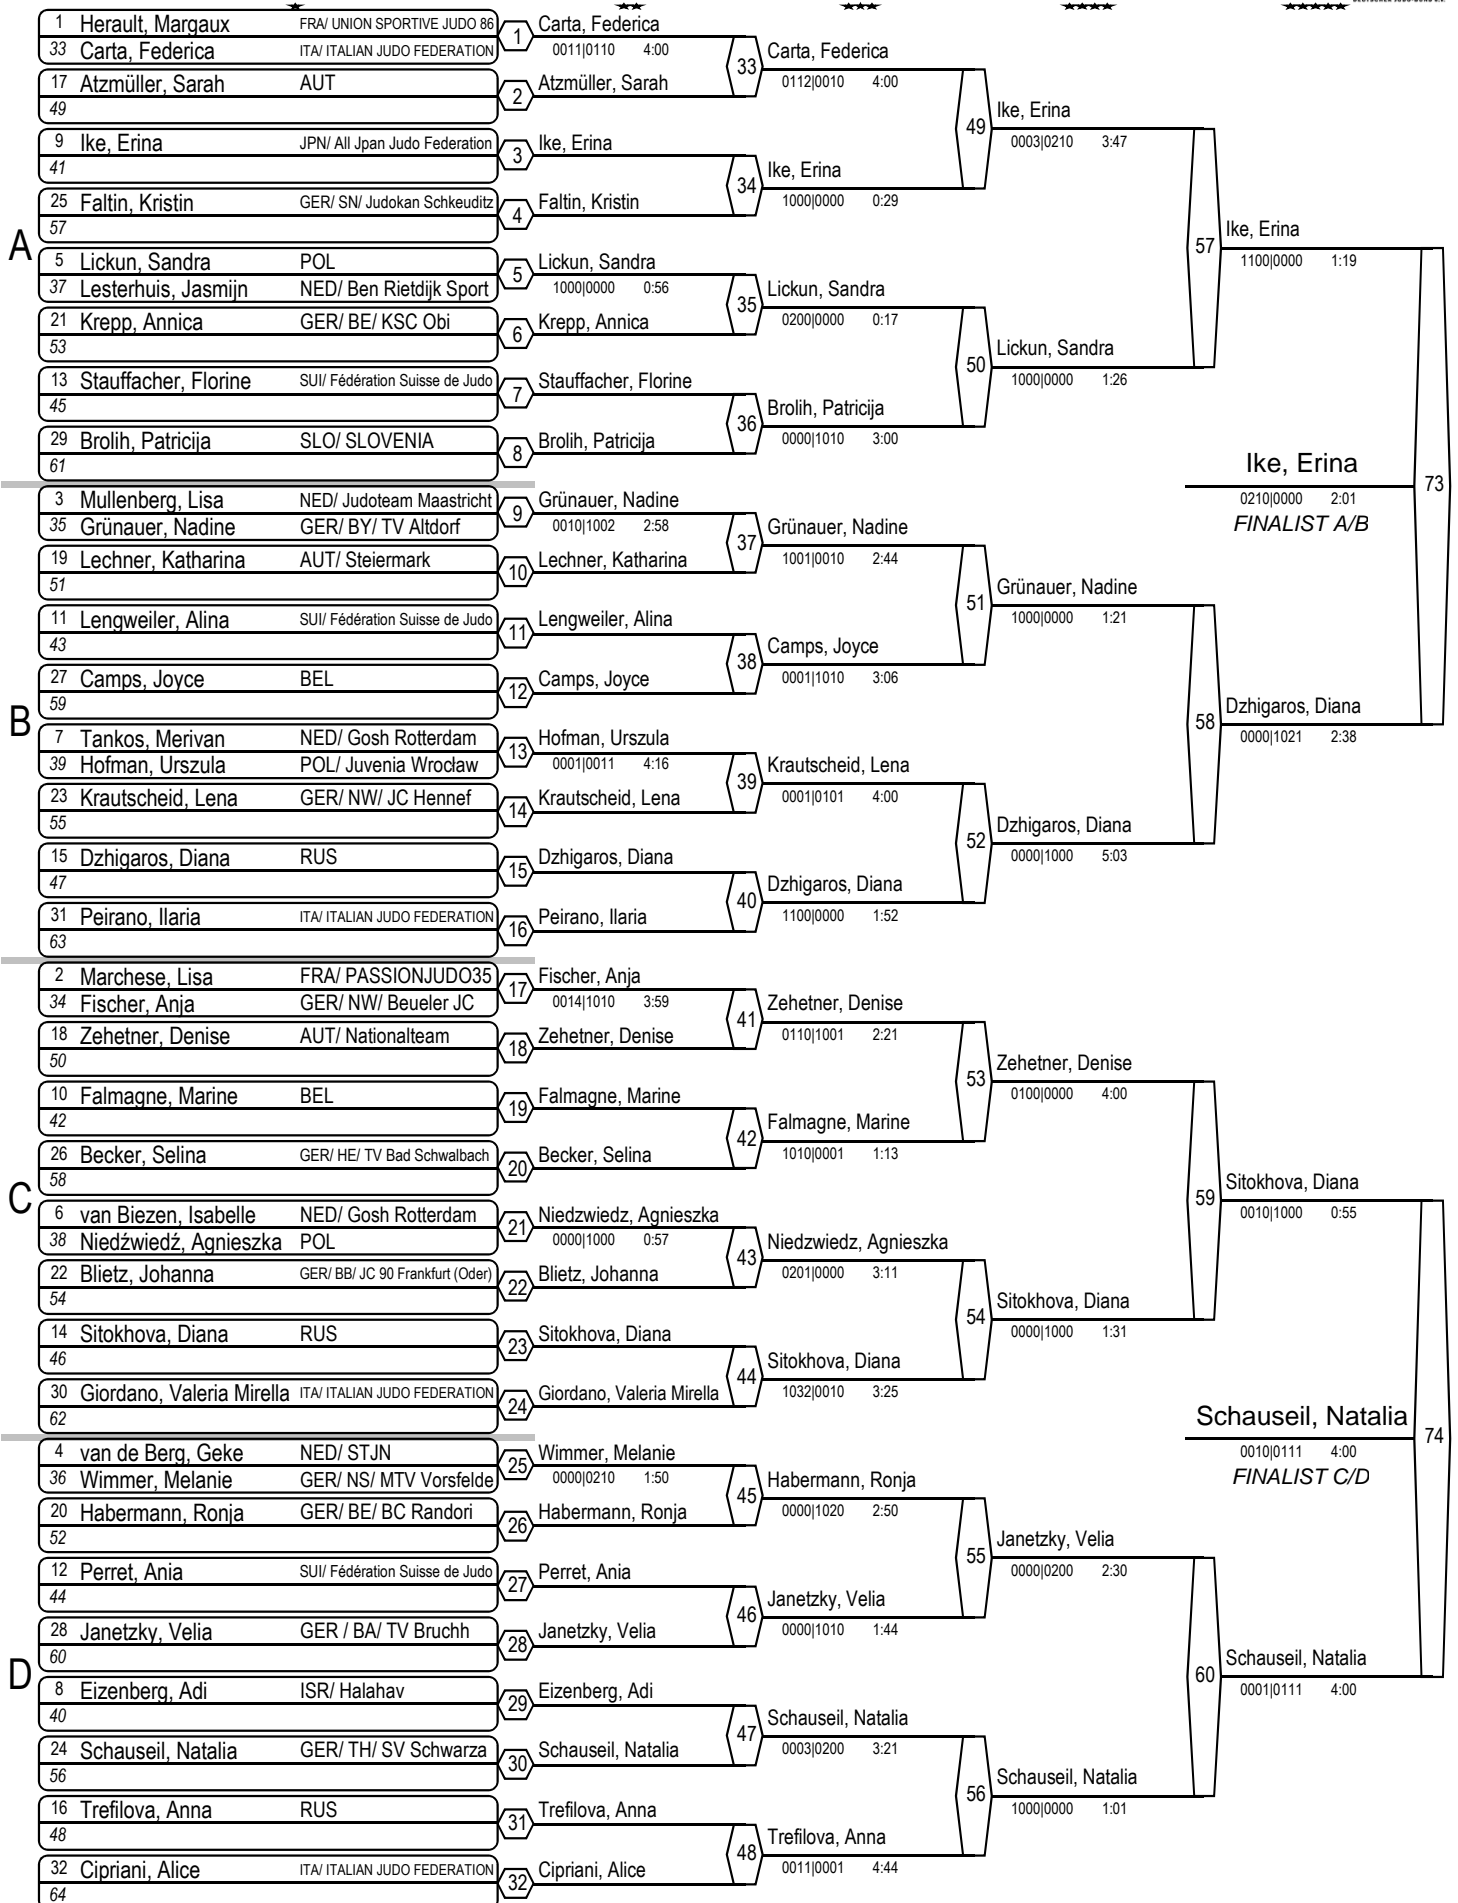 1 Herault, Margaux FRA/ UNION SPORTIVE JUDO 86
33 Carta, Federica ITA/ ITALIAN JUDO FEDERATION
1
17 Atzmüller, Sarah AUT
49
2
9 Ike, Erina JPN/ All Jpan Judo Federation
41
3
25 Faltin, Kristin GER/ SN/ Judokan Schkeuditz
57
4
A
5 Lickun, Sandra POL
37 Lesterhuis, Jasmijn NED/ Ben Rietdijk Sport
5
21 Krepp, Annica GER/ BE/ KSC Obi
53
6
13 Stauffacher, Florine SUI/ Fédération Suisse de Judo
45
7
29 Brolih, Patricija SLO/ SLOVENIA
61
8
3 Mullenberg, Lisa NED/ Judoteam Maastricht
35 Grünauer, Nadine GER/ BY/ TV Altdorf
9
19 Lechner, Katharina AUT/ Steiermark
51
10
11 Lengweiler, Alina SUI/ Fédération Suisse de Judo
43
11
27 Camps, Joyce BEL
59
12
B
7 Tankos, Merivan NED/ Gosh Rotterdam
39 Hofman, Urszula POL/ Juvenia Wrocław
13
23 Krautscheid, Lena GER/ NW/ JC Hennef
55
14
15 Dzhigaros, Diana RUS
47
15
31 Peirano, Ilaria ITA/ ITALIAN JUDO FEDERATION
63
16
2 Marchese, Lisa FRA/ PASSIONJUDO35
34 Fischer, Anja GER/ NW/ Beueler JC
17
18 Zehetner, Denise AUT/ Nationalteam
50
18
10 Falmagne, Marine BEL
42
19
26 Becker, Selina GER/ HE/ TV Bad Schwalbach
58
20
C
6 van Biezen, Isabelle NED/ Gosh Rotterdam
38 Niedźwiedź, Agnieszka POL
21
22 Blietz, Johanna GER/ BB/ JC 90 Frankfurt (Oder)
54
22
14 Sitokhova, Diana RUS
46
23
30 Giordano, Valeria Mirella ITA/ ITALIAN JUDO FEDERATION
62
24
4 van de Berg, Geke NED/ STJN
36 Wimmer, Melanie GER/ NS/ MTV Vorsfelde
25
20 Habermann, Ronja GER/ BE/ BC Randori
52
26
12 Perret, Ania SUI/ Fédération Suisse de Judo
44
27
28 Janetzky, Velia GER / BA/ TV Bruchh
60
28
D
8 Eizenberg, Adi ISR/ Halahav
40
29
24 Schauseil, Natalia GER/ TH/ SV Schwarza
56
30
16 Trefilova, Anna RUS
48
31
32 Cipriani, Alice ITA/ ITALIAN JUDO FEDERATION
64
32
Carta, Federica
0011|0110 4:00
Atzmüller, Sarah
33
Ike, Erina
Faltin, Kristin
34
Lickun, Sandra
1000|0000 0:56
Krepp, Annica
35
Stauffacher, Florine
Brolih, Patricija
36
Grünauer, Nadine
0010|1002 2:58
Lechner, Katharina
37
Lengweiler, Alina
Camps, Joyce
38
Hofman, Urszula
0001|0011 4:16
Krautscheid, Lena
39
Dzhigaros, Diana
Peirano, Ilaria
40
Fischer, Anja
0014|1010 3:59
Zehetner, Denise
41
Falmagne, Marine
Becker, Selina
42
Niedzwiedz, Agnieszka
0000|1000 0:57
Blietz, Johanna
43
Sitokhova, Diana
Giordano, Valeria Mirella
44
Wimmer, Melanie
0000|0210 1:50
Habermann, Ronja
45
Perret, Ania
Janetzky, Velia
46
Eizenberg, Adi
Schauseil, Natalia
47
Trefilova, Anna
Cipriani, Alice
48
Carta, Federica
0112|0010 4:00
49
Ike, Erina
1000|0000 0:29
Lickun, Sandra
0200|0000 0:17
50
Brolih, Patricija
0000|1010 3:00
Grünauer, Nadine
1001|0010 2:44
51
Camps, Joyce
0001|1010 3:06
Krautscheid, Lena
0001|0101 4:00
52
Dzhigaros, Diana
1100|0000 1:52
Zehetner, Denise
0110|1001 2:21
53
Falmagne, Marine
1010|0001 1:13
Niedzwiedz, Agnieszka
0201|0000 3:11
54
Sitokhova, Diana
1032|0010 3:25
Habermann, Ronja
0000|1020 2:50
55
Janetzky, Velia
0000|1010 1:44
Schauseil, Natalia
0003|0200 3:21
56
Trefilova, Anna
0011|0001 4:44
Ike, Erina
0003|0210 3:47
57
Lickun, Sandra
1000|0000 1:26
Grünauer, Nadine
1000|0000 1:21
58
Dzhigaros, Diana
0000|1000 5:03
Zehetner, Denise
0100|0000 4:00
59
Sitokhova, Diana
0000|1000 1:31
Janetzky, Velia
0000|0200 2:30
60
Schauseil, Natalia
1000|0000 1:01
Ike, Erina
1100|0000 1:19
Ike, Erina
0210|0000 2:01
FINALIST A/B
73
Dzhigaros, Diana
0000|1021 2:38
Sitokhova, Diana
0010|1000 0:55
Schauseil, Natalia
0010|0111 4:00
FINALIST C/D
74
Schauseil, Natalia
0001|0111 4:00